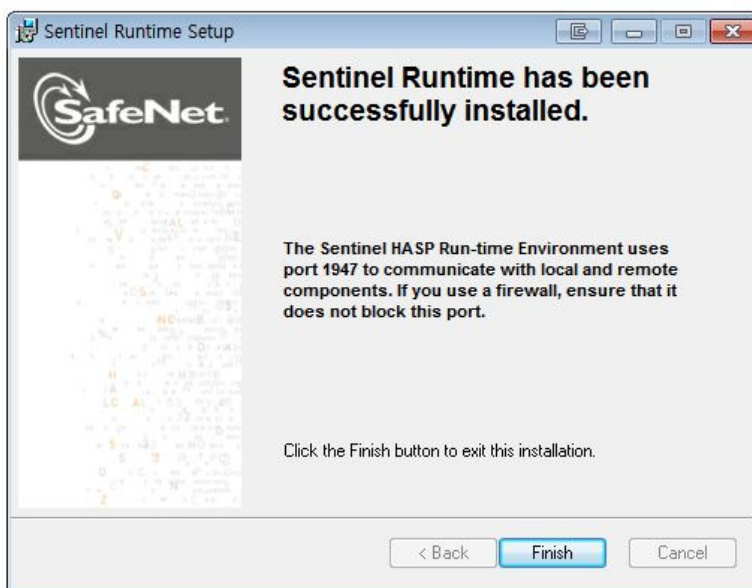 Sentinel Runtime Setup
SafeNet.
Sentinel Runtime has been
successfully installed.
The Sentinel HASP Run-time Environment uses
port 1947 to communicate with local and remote
components. If you use a firewall, ensure that it
does not block this port.
Click the Finish button to exit this installation.
< Back
Finish
Cancel